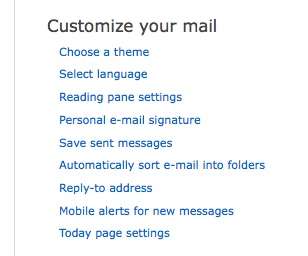 Customize your mail
Choose a theme
Select language
Reading pane settings
Personal e-mail signature
Save sent messages
Automatically sort e-mail into folders
Reply-to address
Mobile alerts for new messages
Today page settings